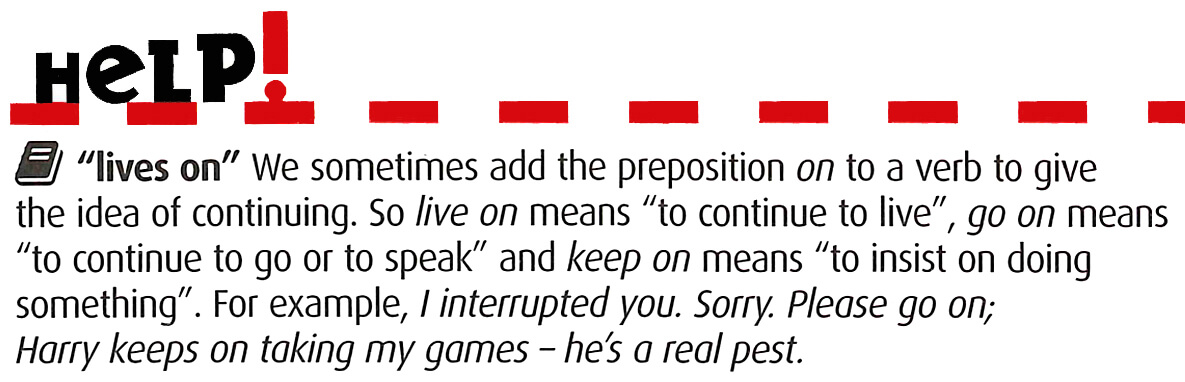 HeLP!
“lives on” We sometimes add the preposition on to a verb to give
the idea of continuing. So live on means “to continue to live”, go on means
“to continue to go or to speak” and keep on means “to insist on doing
something”. For example, I interrupted you. Sorry. Please go on;
Harry keeps on taking my games – he’s a real pest.